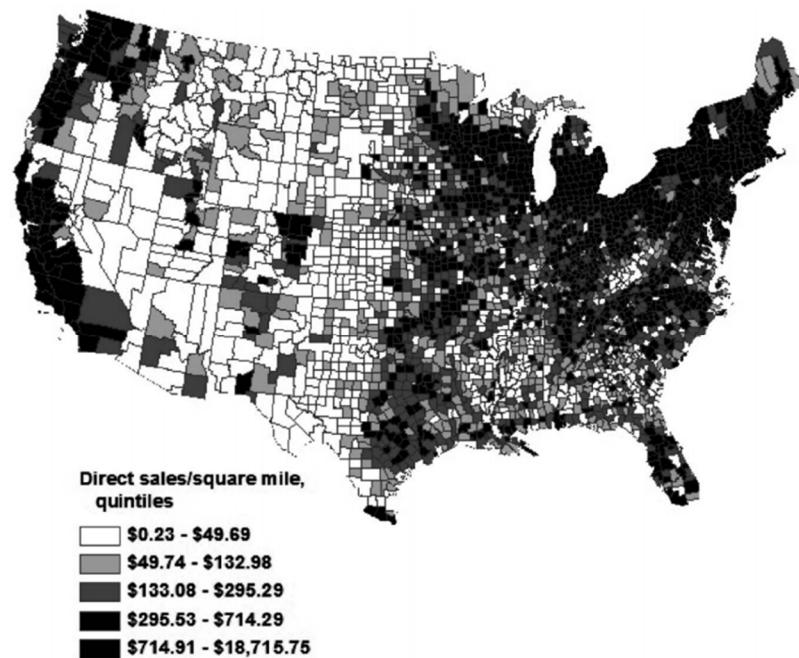 Direct sales/square mile,
quintiles
$0.23 - $49.69
$49.74 - $132.98
$133.08 - $295.29
$295.53 - $714.29
$714.91 - $18,715.75